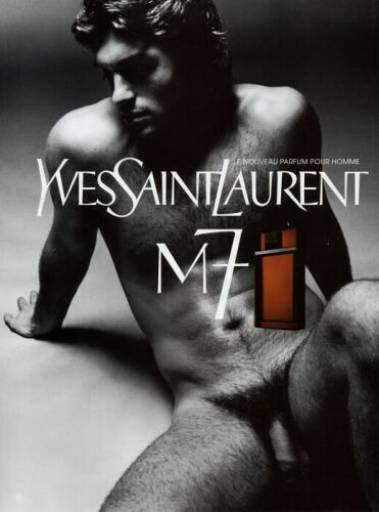 LE NOUVEAU PARFUM POUR HOMME
YVESSAINTLAURENT
M7